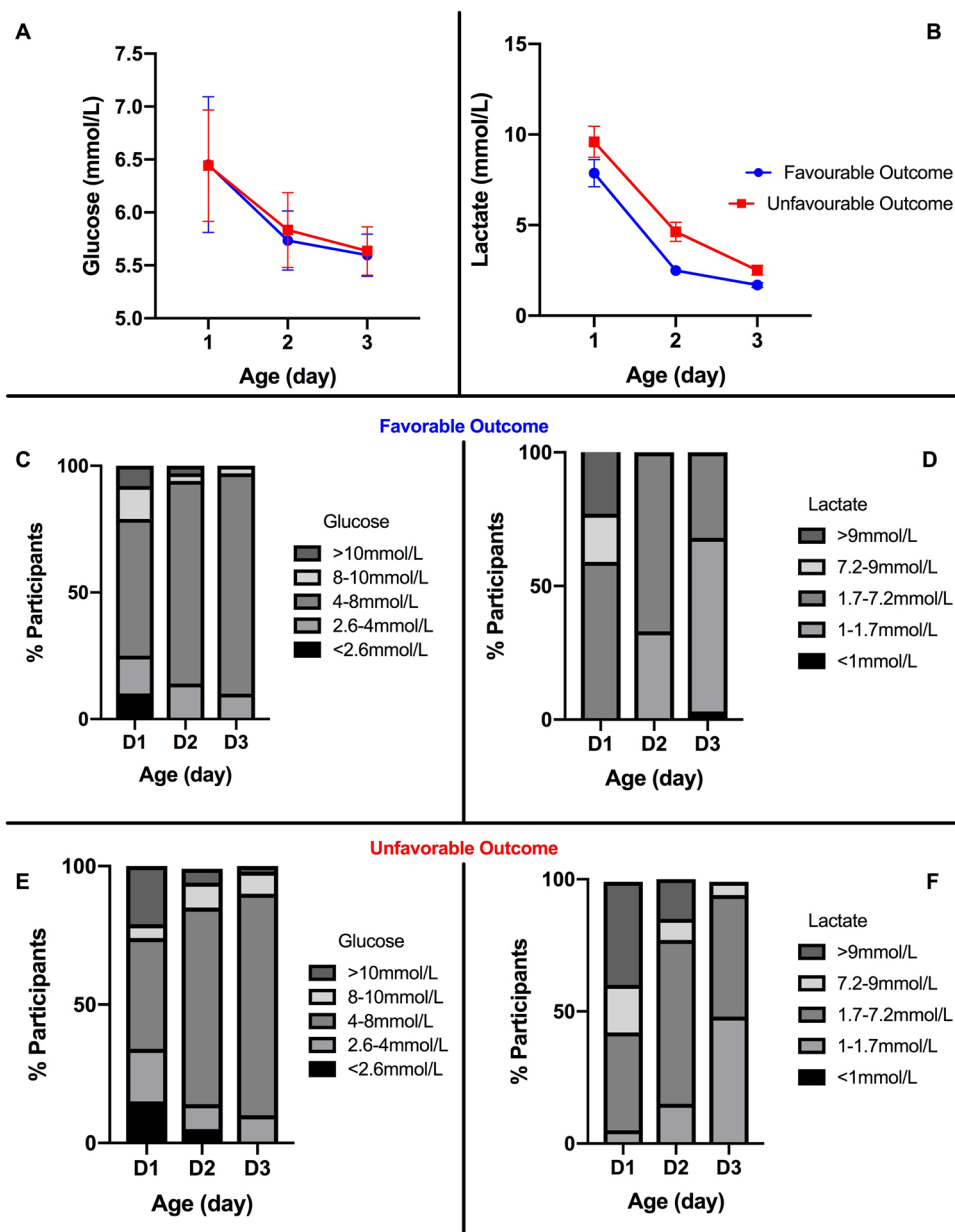 A
Glucose (mmol/L)
7.5
7.0
6.5
6.0
5.5
5.0
1 2 3
Age (day)
B
Lactate (mmol/L)
15
10
5
0
1 2 3
Age (day)
Favourable Outcome
Unfavourable Outcome
Favorable Outcome
C
% Participants
100
50
0
D1 D2 D3
Age (day)
Glucose
>10mmol/L
8-10mmol/L
4-8mmol/L
2.6-4mmol/L
<2.6mmol/L
D
% Participants
100
50
0
D1 D2 D3
Age (day)
Lactate
>9mmol/L
7.2-9mmol/L
1.7-7.2mmol/L
1-1.7mmol/L
<1mmol/L
Unfavorable Outcome
E
% Participants
100
50
0
D1 D2 D3
Age (day)
Glucose
>10mmol/L
8-10mmol/L
4-8mmol/L
2.6-4mmol/L
<2.6mmol/L
F
% Participants
100
50
0
D1 D2 D3
Age (day)
Lactate
>9mmol/L
7.2-9mmol/L
1.7-7.2mmol/L
1-1.7mmol/L
<1mmol/L